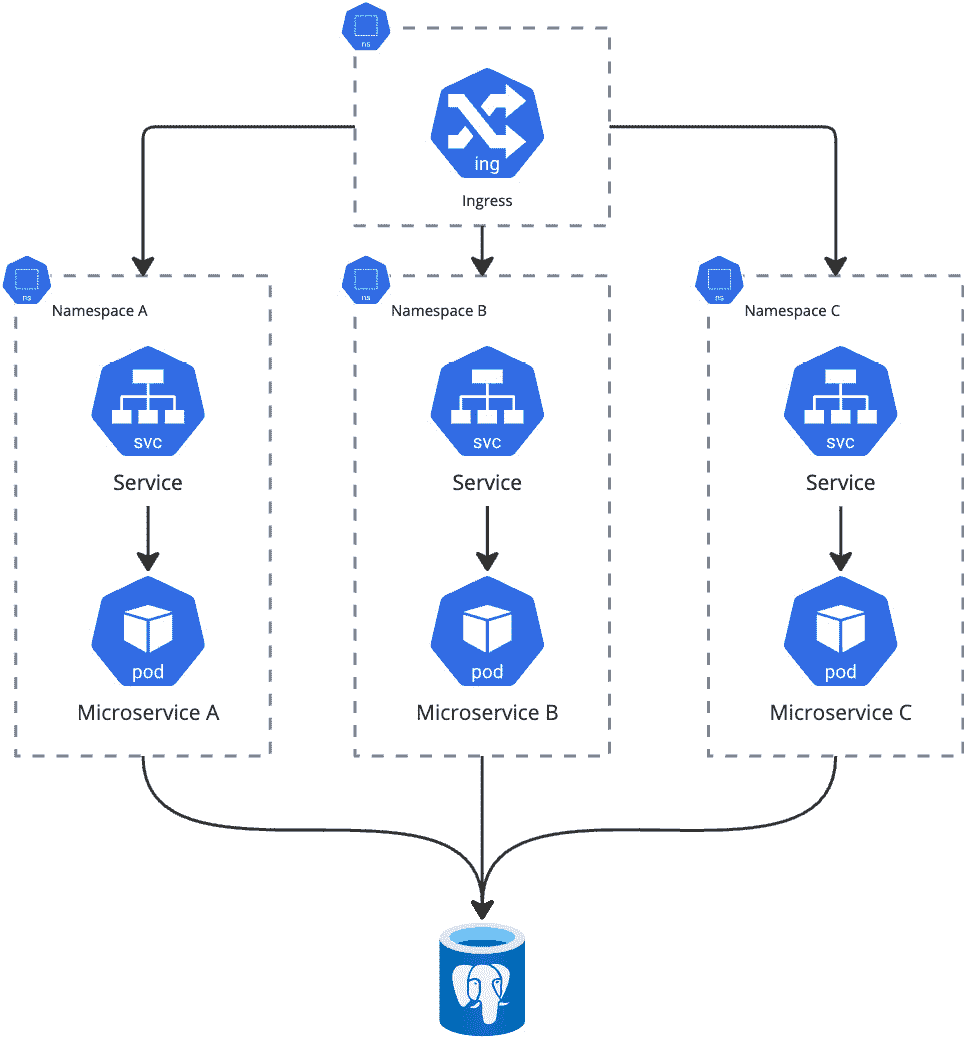 ns
ing
Ingress
ns
Namespace A
ns
Namespace B
ns
Namespace C
svc
svc
svc
Service
Service
Service
pod
pod
pod
Microservice A
Microservice B
Microservice C